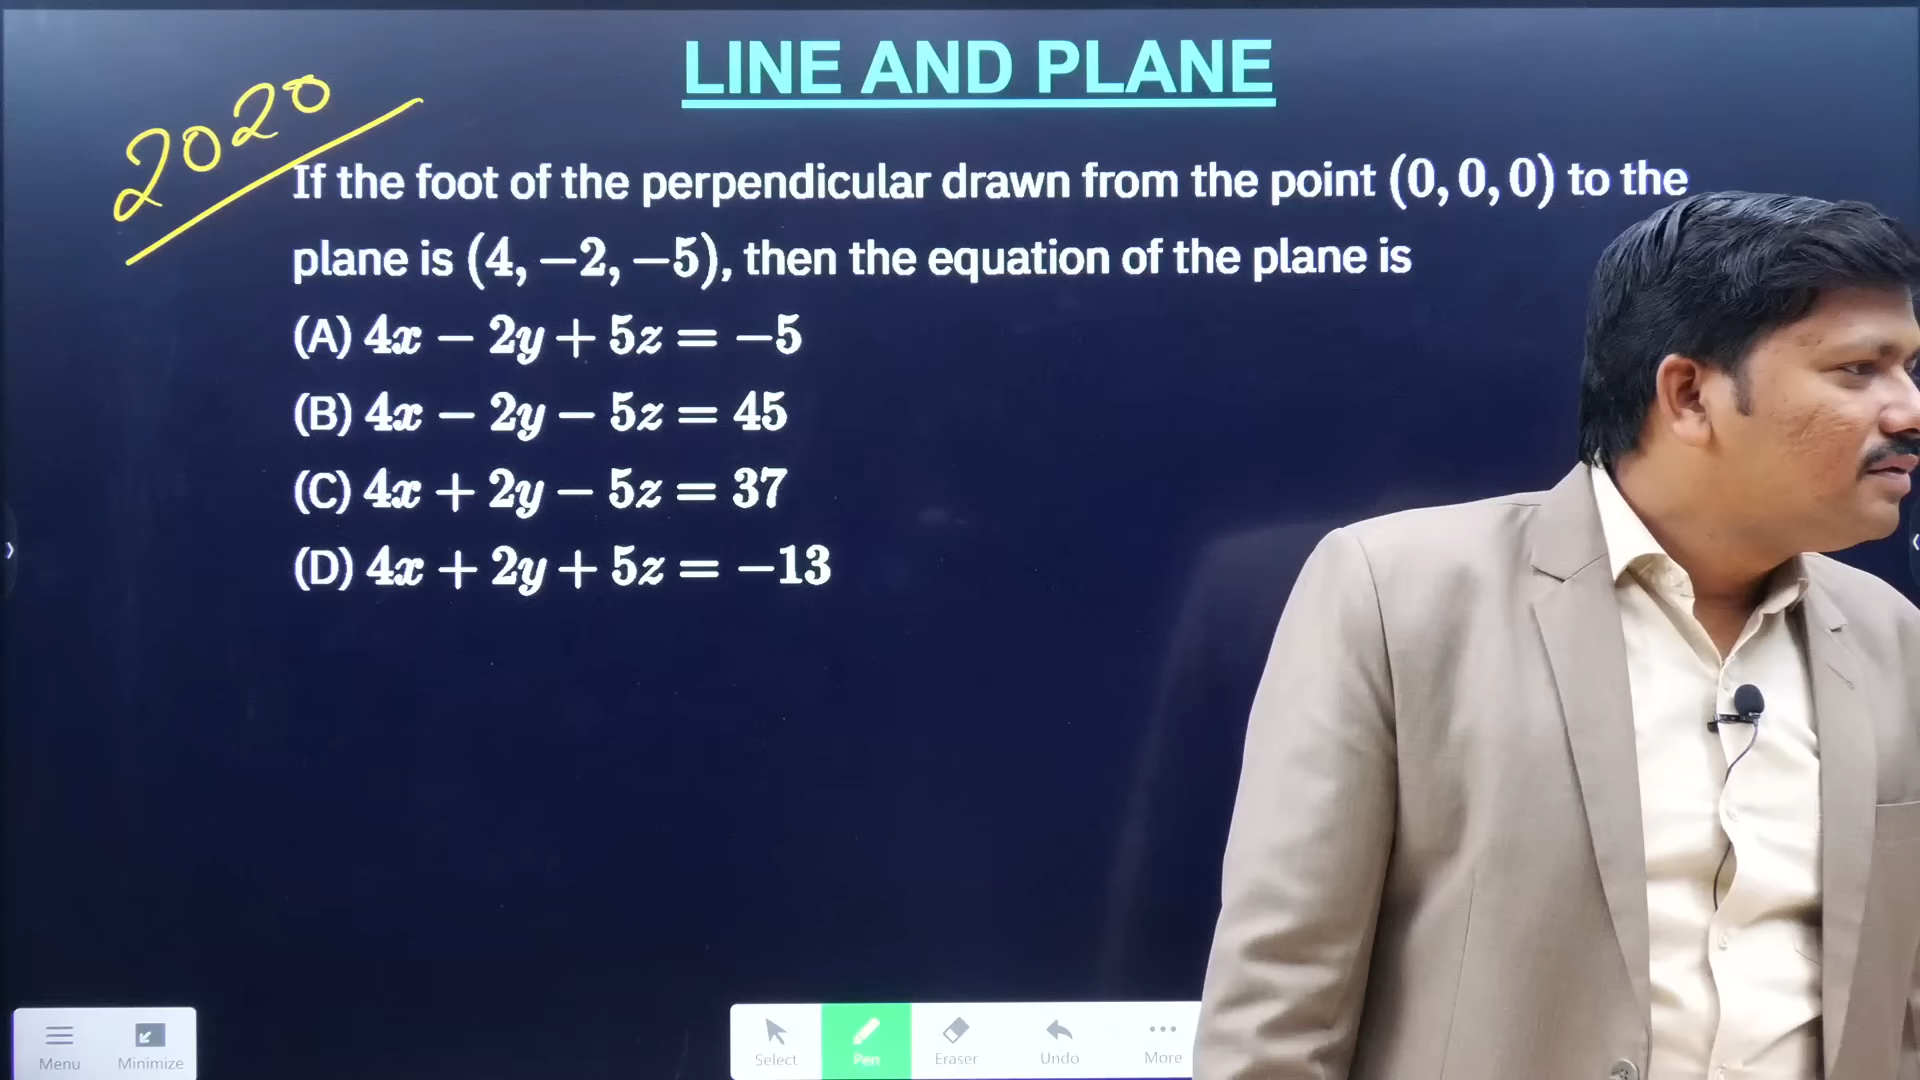 LINE AND PLANE
2020
If the foot of the perpendicular drawn from the point (0, 0, 0) to the
plane is (4, −2, −5), then the equation of the plane is
(A) 4x − 2y + 5z = −5
(B) 4x − 2y − 5z = 45
(C) 4x + 2y − 5z = 37
(D) 4x + 2y + 5z = −13
Menu Minimize Select Pen Eraser Undo More